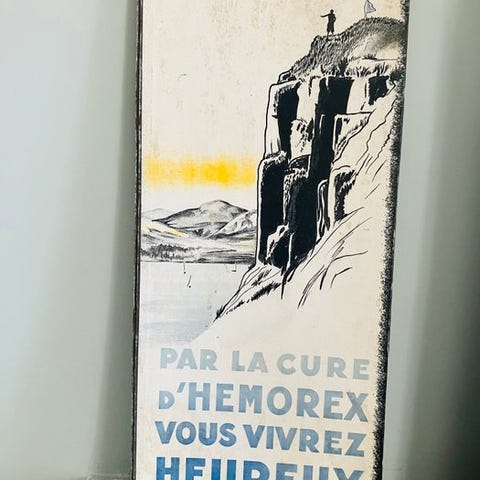 PAR LA CURE
D'HEMOREX
VOUS VIVREZ
HEUREUX